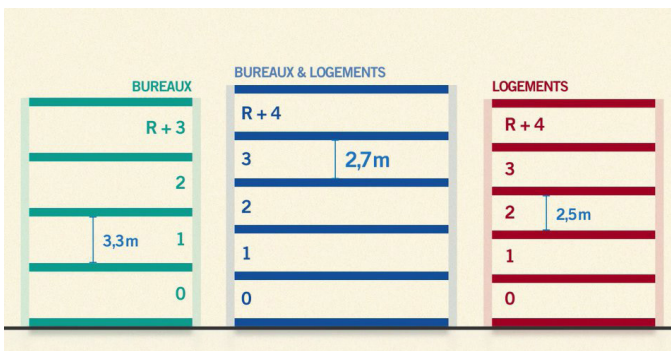 BUREAUX
R + 3
2
3,3 m
1
0
BUREAUX & LOGEMENTS
R + 4
3
2,7m
2
1
0
LOGEMENTS
R + 4
3
2
2,5m
1
0